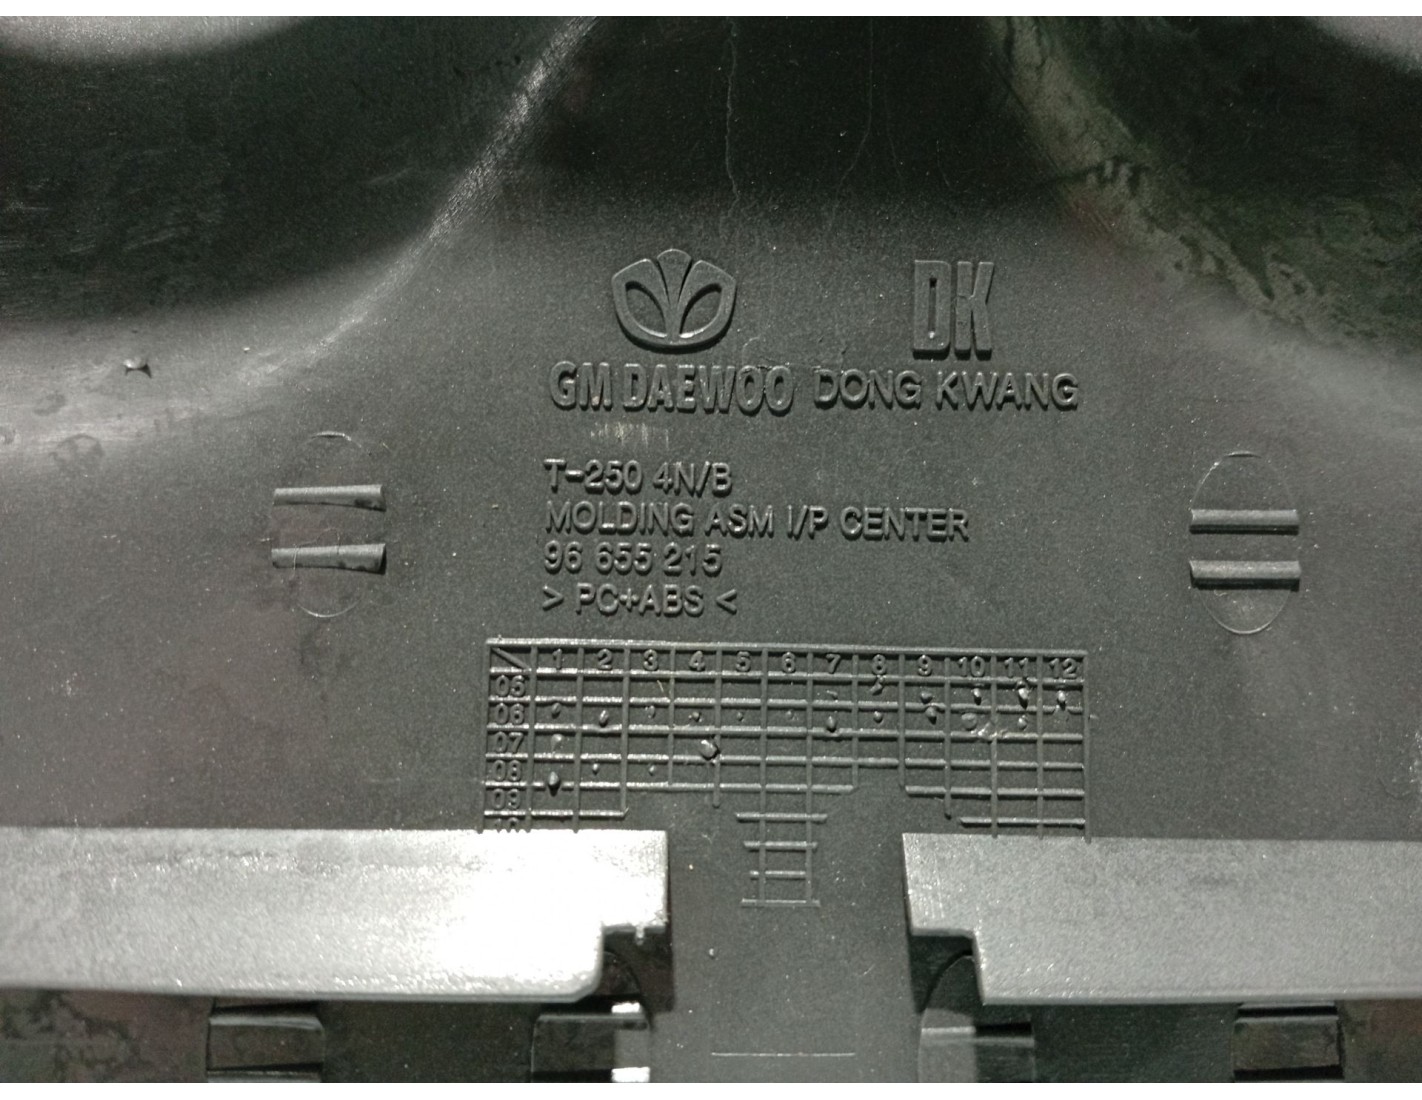 DK
GM DAEWOO DONG KWANG
T-250 4N/B
MOLDING ASM I/P CENTER
96 655 215
> PC+ABS <
1 2 3 4 5 6 7 8 9 10 11 12
05
06
07
08
09